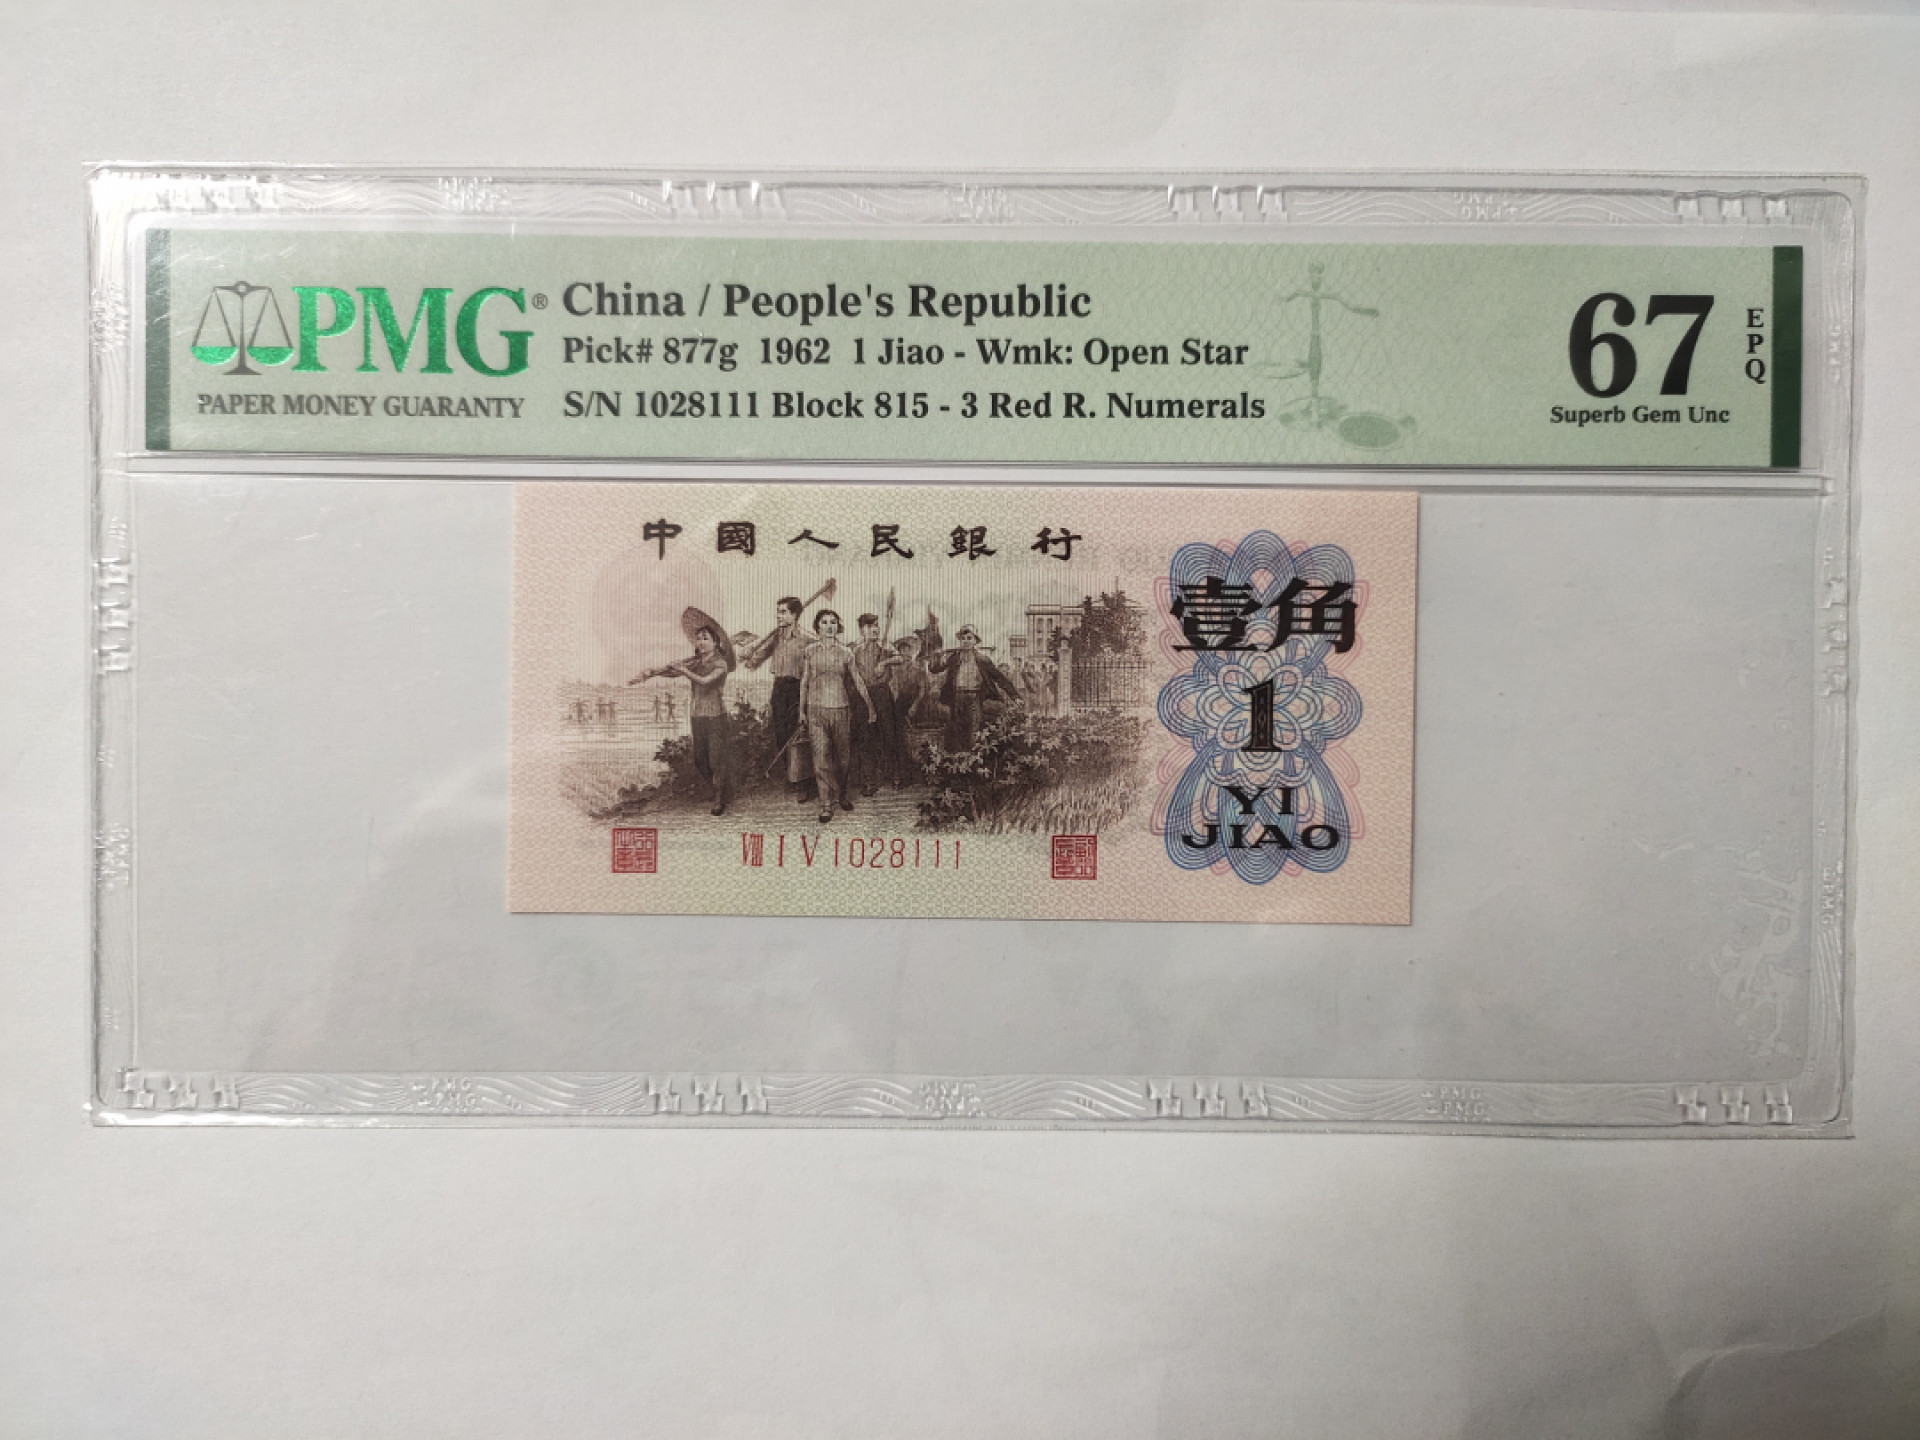 PMG®
PAPER MONEY GUARANTY
China / People's Republic
Pick# 877g 1962 1 Jiao - Wmk: Open Star
S/N 1028111 Block 815 - 3 Red R. Numerals
67
EPQ
Superb Gem Unc
中國人民銀行
壹角
1
YI
JIAO
VIII I V 1028111